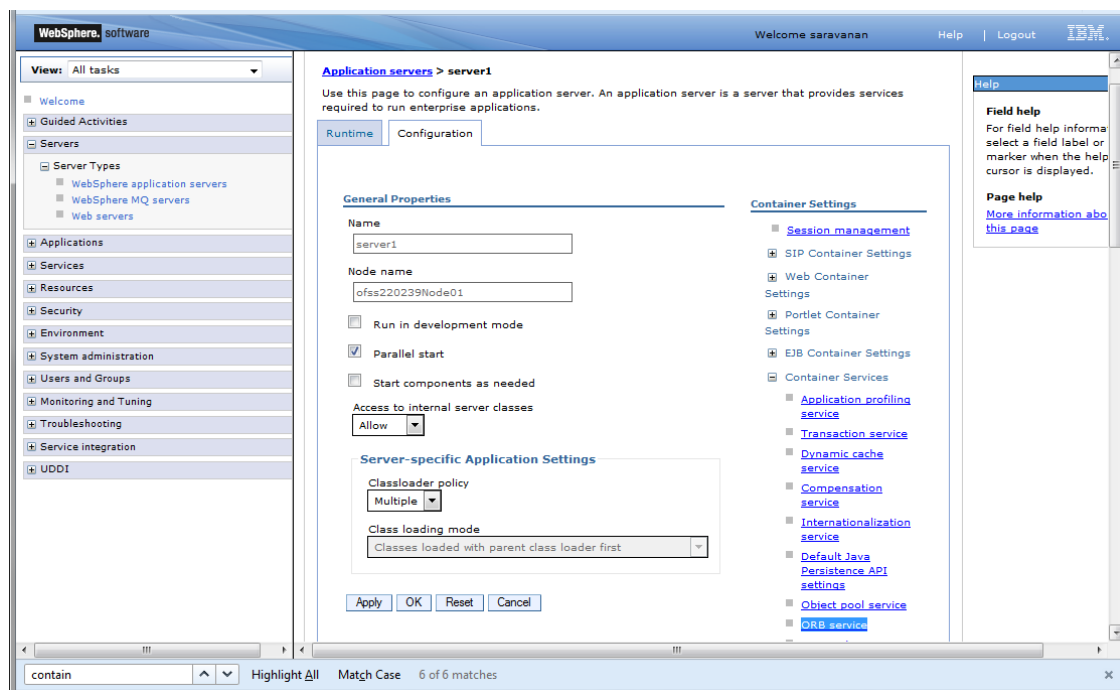 WebSphere. software
Welcome saravanan
Help | Logout
IBM.
View: All tasks
Welcome
Guided Activities
Servers
Server Types
WebSphere application servers
WebSphere MQ servers
Web servers
Applications
Services
Resources
Security
Environment
System administration
Users and Groups
Monitoring and Tuning
Troubleshooting
Service integration
UDDI
Application servers > server1
Use this page to configure an application server. An application server is a server that provides services
required to run enterprise applications.
Runtime
Configuration
General Properties
Name
server1
Node name
ofss220239Node01
Run in development mode
Parallel start
Start components as needed
Access to internal server classes
Allow
Server-specific Application Settings
Classloader policy
Multiple
Class loading mode
Classes loaded with parent class loader first
Apply OK Reset Cancel
Container Settings
Session management
SIP Container Settings
Web Container
Settings
Portlet Container
Settings
EJB Container Settings
Container Services
Application profiling
service
Transaction service
Dynamic cache
service
Compensation
service
Internationalization
service
Default Java
Persistence API
settings
Object pool service
ORB service
Help
Field help
For field help informa
select a field label or
marker when the help
cursor is displayed.
Page help
More information abo
this page
contain
Highlight All Match Case 6 of 6 matches